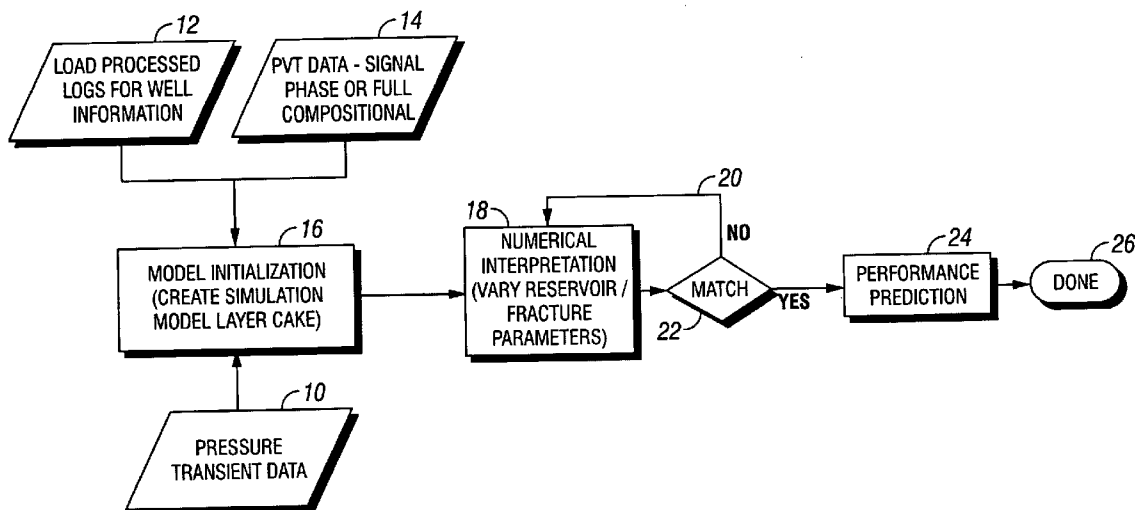 12
LOAD PROCESSED
LOGS FOR WELL
INFORMATION
14
PVT DATA - SIGNAL
PHASE OR FULL
COMPOSITIONAL
16
MODEL INITIALIZATION
(CREATE SIMULATION
MODEL LAYER CAKE)
10
PRESSURE
TRANSIENT DATA
18
NUMERICAL
INTERPRETATION
(VARY RESERVOIR /
FRACTURE
PARAMETERS)
20
NO
MATCH
22
YES
24
PERFORMANCE
PREDICTION
26
DONE